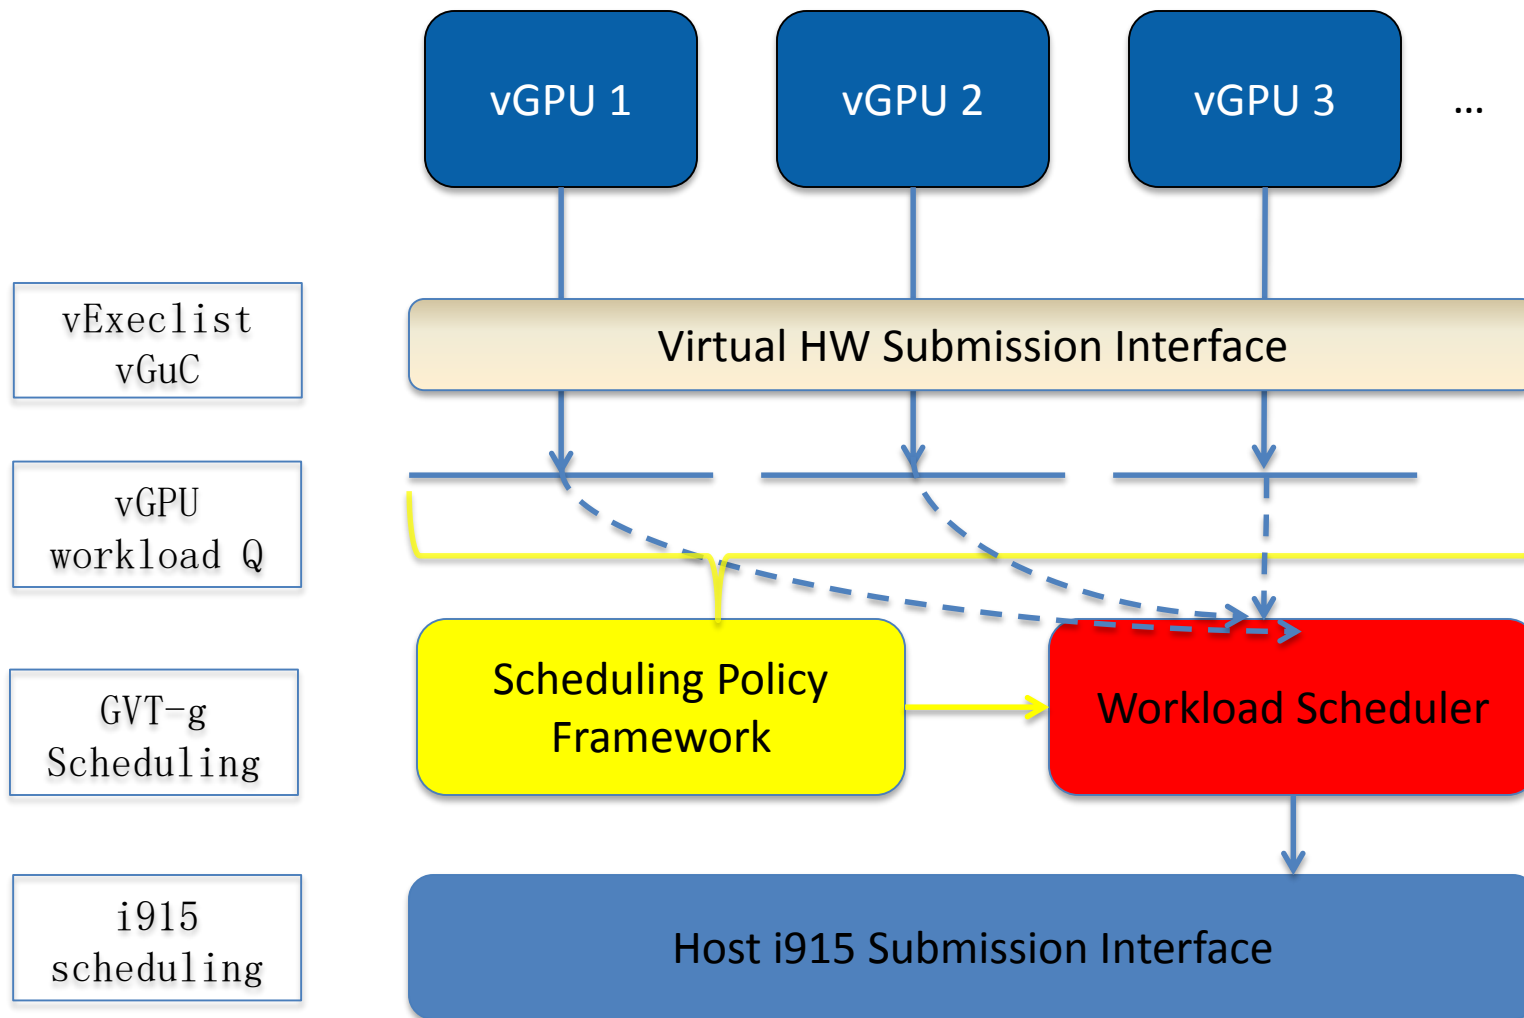 vGPU 1
vGPU 2
vGPU 3
...
vExeclist
vGuC
Virtual HW Submission Interface
vGPU
workload Q
GVT-g
Scheduling
Scheduling Policy
Framework
Workload Scheduler
i915
scheduling
Host i915 Submission Interface